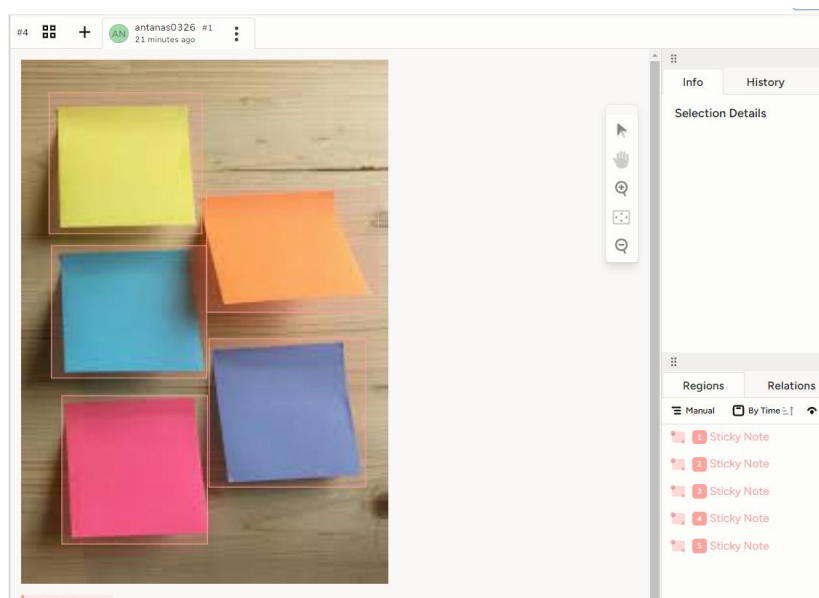 #4
+
AN
antanas0326 #1
21 minutes ago
Info History
Selection Details
Regions Relations
Manual By Time
1 Sticky Note
2 Sticky Note
3 Sticky Note
4 Sticky Note
5 Sticky Note